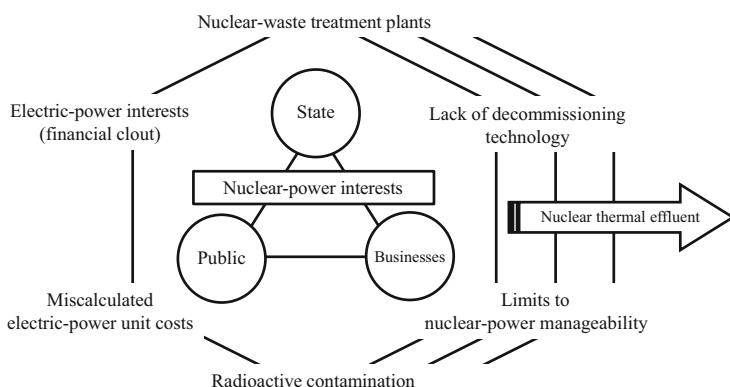 Nuclear-waste treatment plants
Electric-power interests
(financial clout)
State
Lack of decommissioning
technology
Nuclear-power interests
Nuclear thermal effluent
Public
Businesses
Miscalculated
electric-power unit costs
Limits to
nuclear-power manageability
Radioactive contamination